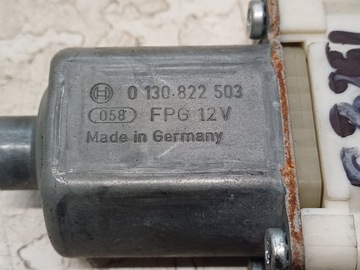 0 130 822 503
058 FPG 12V
Made in Germany